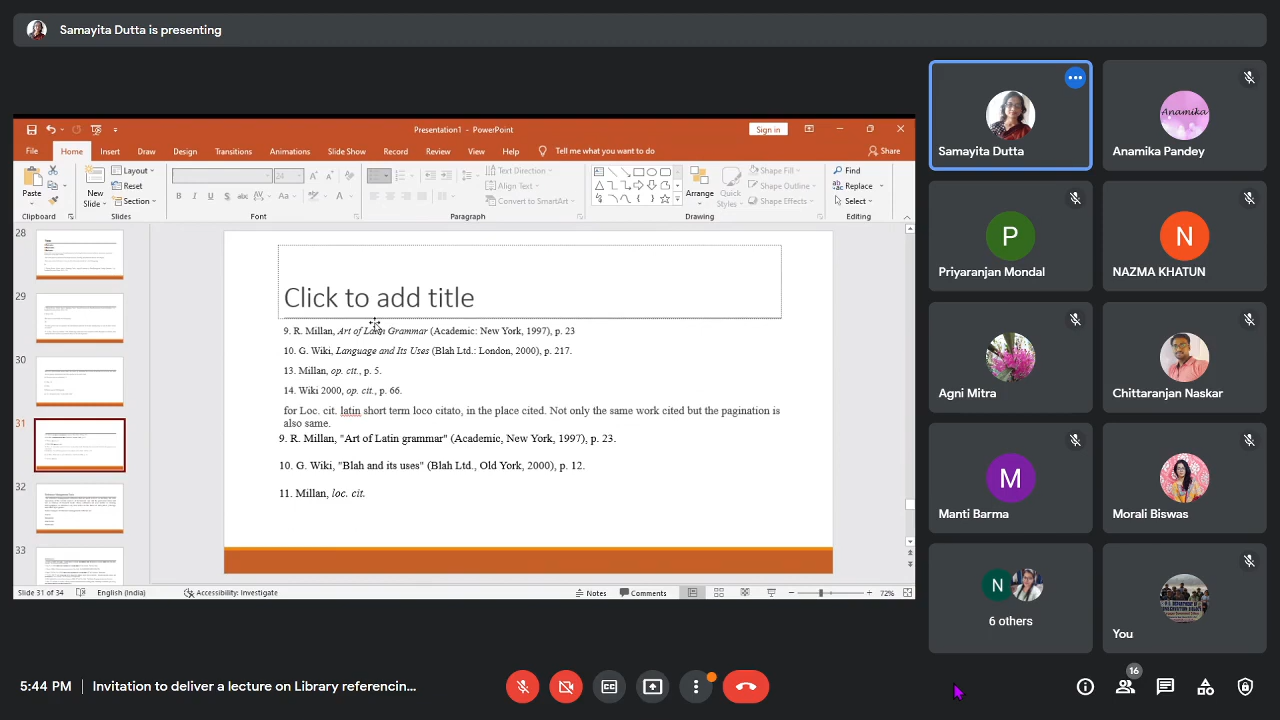 Samayita Dutta is presenting
Presentation1 - PowerPoint
Sign in
File Home Insert Draw Design Transitions Animations Slide Show Record Review View Help Tell me what you want to do Share
Paste
Clipboard
New Slide
Layout
Reset
Section
Slides
24
B I U S
Aa
Font
Text Direction
Align Text
Convert to SmartArt
Paragraph
Arrange
Quick Styles
Shape Fill
Shape Outline
Shape Effects
Drawing
Find
Replace
Select
Editing
28
29
30
31
32
33
Click to add title
9. R. Millan, Art of Latin Grammar (Academic: New York, 1997), p. 23
10. G. Wiki, Language and Its Uses (Blah Ltd.: London, 2000), p. 217.
13. Millan, op. cit., p. 5.
14. Wiki 2000, op. cit., p. 66.
for Loc. cit. latin short term loco citato, in the place cited. Not only the same work cited but the pagination is
also same.
9. R. Millan, "Art of Latin grammar" (Academic, New York, 1997), p. 23.
10. G. Wiki, "Blah and its uses" (Blah Ltd., Old York, 2000), p. 12.
11. Millan, loc. cit.
Slide 31 of 34 English (India) Accessibility: Investigate Notes Comments 72%
Samayita Dutta
Anamika
Anamika Pandey
P
Priyaranjan Mondal
N
NAZMA KHATUN
Agni Mitra
Chittaranjan Naskar
M
Manti Barma
Morali Biswas
N
6 others
You
5:44 PM Invitation to deliver a lecture on Library referencin...
16